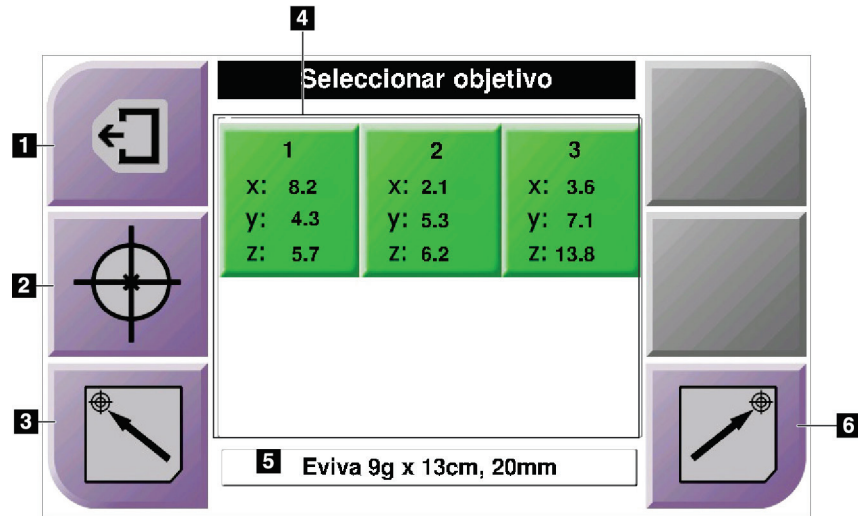 4
Seleccionar objetivo
1
1 2 3
x: 8.2 x: 2.1 x: 3.6
y: 4.3 y: 5.3 y: 7.1
z: 5.7 z: 6.2 z: 13.8
2
3
6
5 Eviva 9g x 13cm, 20mm